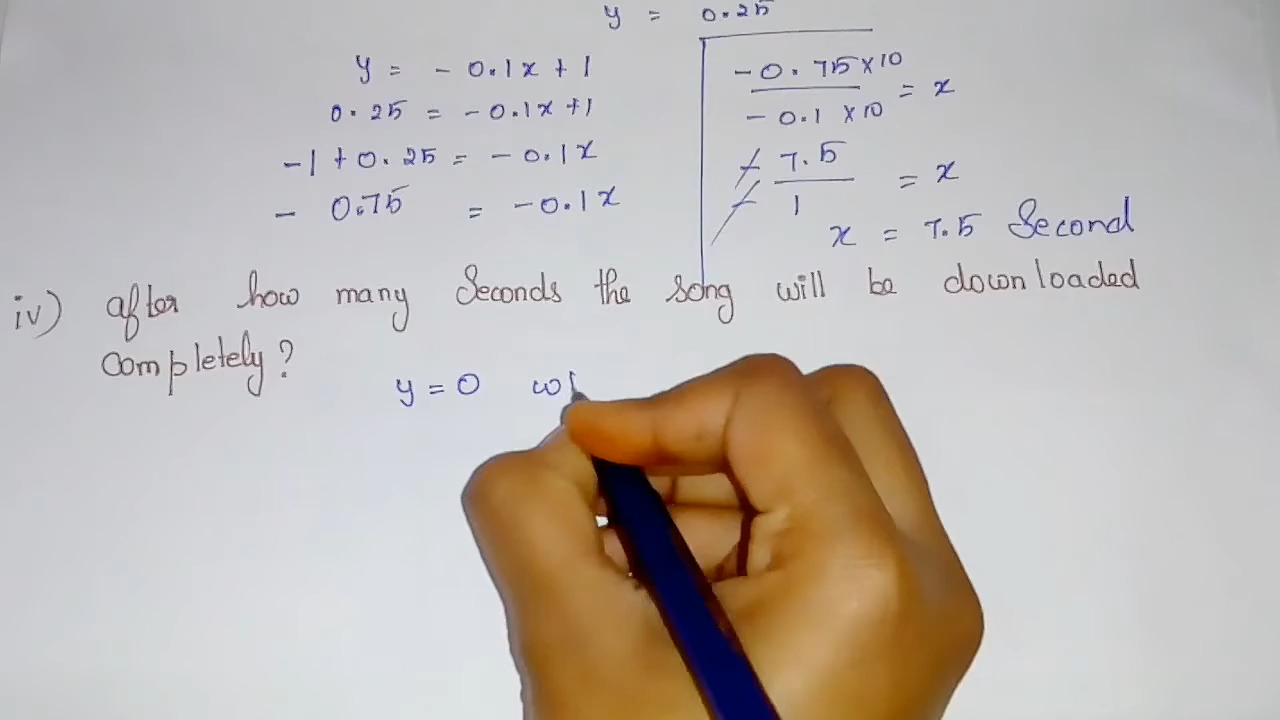 y = 0.25
y = - 0.1x + 1
0.25 = -0.1x +1
-1 + 0.25 = - 0.1x
- 0.75 = -0.1x
-0.75 x 10 / -0.1 x 10 = x
- 7.5 / - 1 = x
x = 7.5 Second
iv) after how many Seconds the song will be downloaded
completely?
y = 0